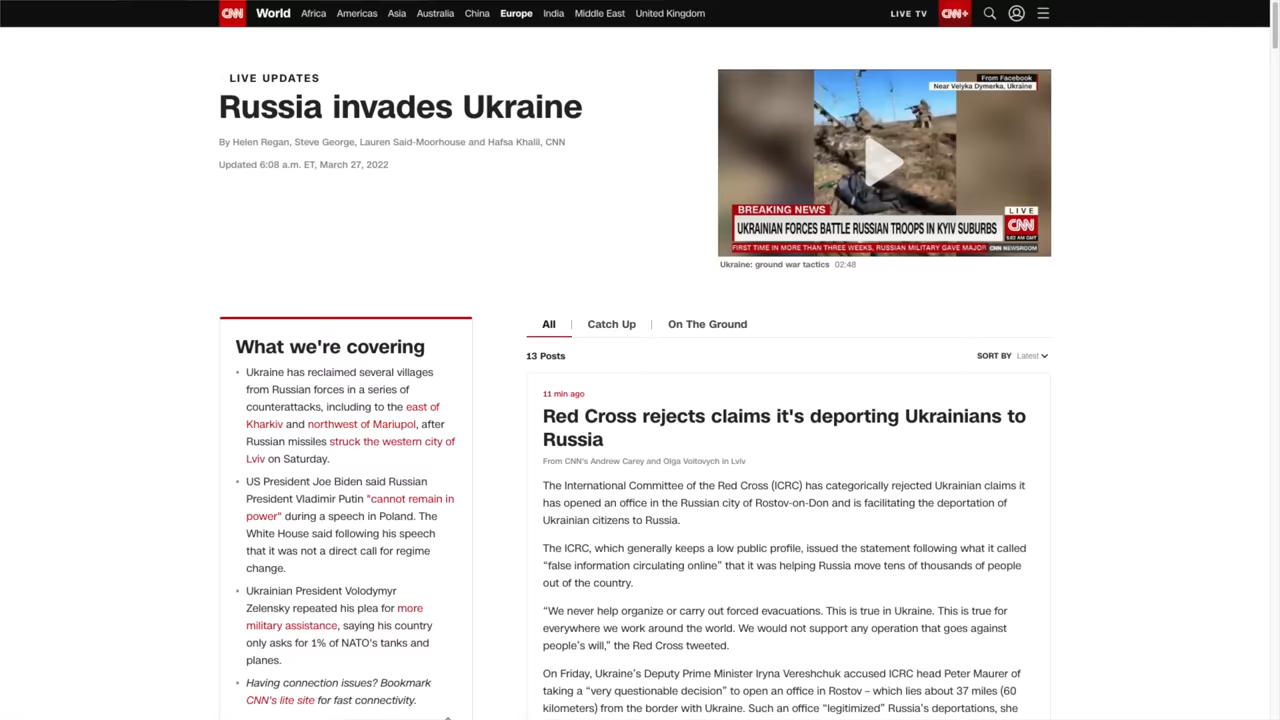 CNN World Africa Americas Asia Australia China Europe India Middle East United Kingdom LIVE TV CNN+
LIVE UPDATES
Russia invades Ukraine
By Helen Regan, Steve George, Lauren Said-Moorhouse and Hafsa Khalil, CNN
Updated 6:08 a.m. ET, March 27, 2022
From Facebook
Near Velyka Dymerka, Ukraine
BREAKING NEWS
LIVE
UKRAINIAN FORCES BATTLE RUSSIAN TROOPS IN KYIV SUBURBS
CNN
FIRST TIME IN MORE THAN THREE WEEKS, RUSSIAN MILITARY GAVE MAJOR CNN NEWSROOM
Ukraine: ground war tactics 02:48
What we're covering
• Ukraine has reclaimed several villages
from Russian forces in a series of
counterattacks, including to the east of
Kharkiv and northwest of Mariupol, after
Russian missiles struck the western city of
Lviv on Saturday.
• US President Joe Biden said Russian
President Vladimir Putin "cannot remain in
power" during a speech in Poland. The
White House said following his speech
that it was not a direct call for regime
change.
• Ukrainian President Volodymyr
Zelensky repeated his plea for more
military assistance, saying his country
only asks for 1% of NATO's tanks and
planes.
• Having connection issues? Bookmark
CNN's lite site for fast connectivity.
All | Catch Up | On The Ground
13 Posts
SORT BY Latest
11 min ago
Red Cross rejects claims it's deporting Ukrainians to
Russia
From CNN's Andrew Carey and Olga Voitovych in Lviv
The International Committee of the Red Cross (ICRC) has categorically rejected Ukrainian claims it
has opened an office in the Russian city of Rostov-on-Don and is facilitating the deportation of
Ukrainian citizens to Russia.
The ICRC, which generally keeps a low public profile, issued the statement following what it called
“false information circulating online” that it was helping Russia move tens of thousands of people
out of the country.
“We never help organize or carry out forced evacuations. This is true in Ukraine. This is true for
everywhere we work around the world. We would not support any operation that goes against
people’s will,” the Red Cross tweeted.
On Friday, Ukraine’s Deputy Prime Minister Iryna Vereshchuk accused ICRC head Peter Maurer of
taking a “very questionable decision” to open an office in Rostov – which lies about 37 miles (60
kilometers) from the border with Ukraine. Such an office “legitimized” Russia’s deportations, she